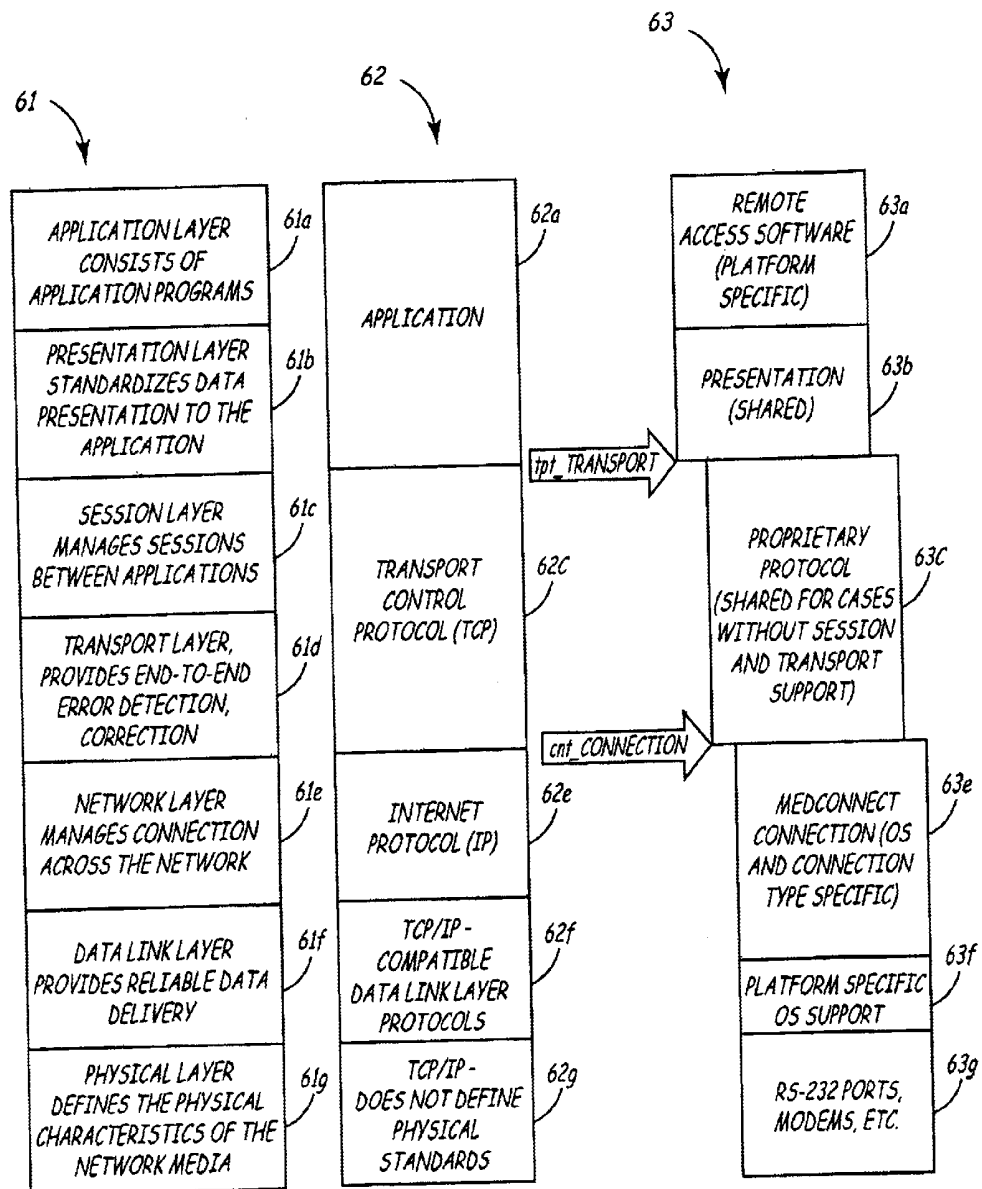 61
62
63
APPLICATION LAYER
CONSISTS OF
APPLICATION PROGRAMS
61a
PRESENTATION LAYER
STANDARDIZES DATA
PRESENTATION TO THE
APPLICATION
61b
SESSION LAYER
MANAGES SESSIONS
BETWEEN APPLICATIONS
61c
TRANSPORT LAYER,
PROVIDES END-TO-END
ERROR DETECTION,
CORRECTION
61d
NETWORK LAYER
MANAGES CONNECTION
ACROSS THE NETWORK
61e
DATA LINK LAYER
PROVIDES RELIABLE DATA
DELIVERY
61f
PHYSICAL LAYER
DEFINES THE PHYSICAL
CHARACTERISTICS OF THE
NETWORK MEDIA
61g
APPLICATION
62a
TRANSPORT
CONTROL
PROTOCOL (TCP)
62C
INTERNET
PROTOCOL (IP)
62e
TCP/IP -
COMPATIBLE
DATA LINK LAYER
PROTOCOLS
62f
TCP/IP -
DOES NOT DEFINE
PHYSICAL
STANDARDS
62g
tpt_TRANSPORT
cnt_CONNECTION
REMOTE
ACCESS SOFTWARE
(PLATFORM
SPECIFIC)
63a
PRESENTATION
(SHARED)
63b
PROPRIETARY
PROTOCOL
(SHARED FOR CASES
WITHOUT SESSION
AND TRANSPORT
SUPPORT)
63C
MEDCONNECT
CONNECTION (OS
AND CONNECTION
TYPE SPECIFIC)
63e
PLATFORM SPECIFIC
OS SUPPORT
63f
RS-232 PORTS,
MODEMS, ETC.
63g